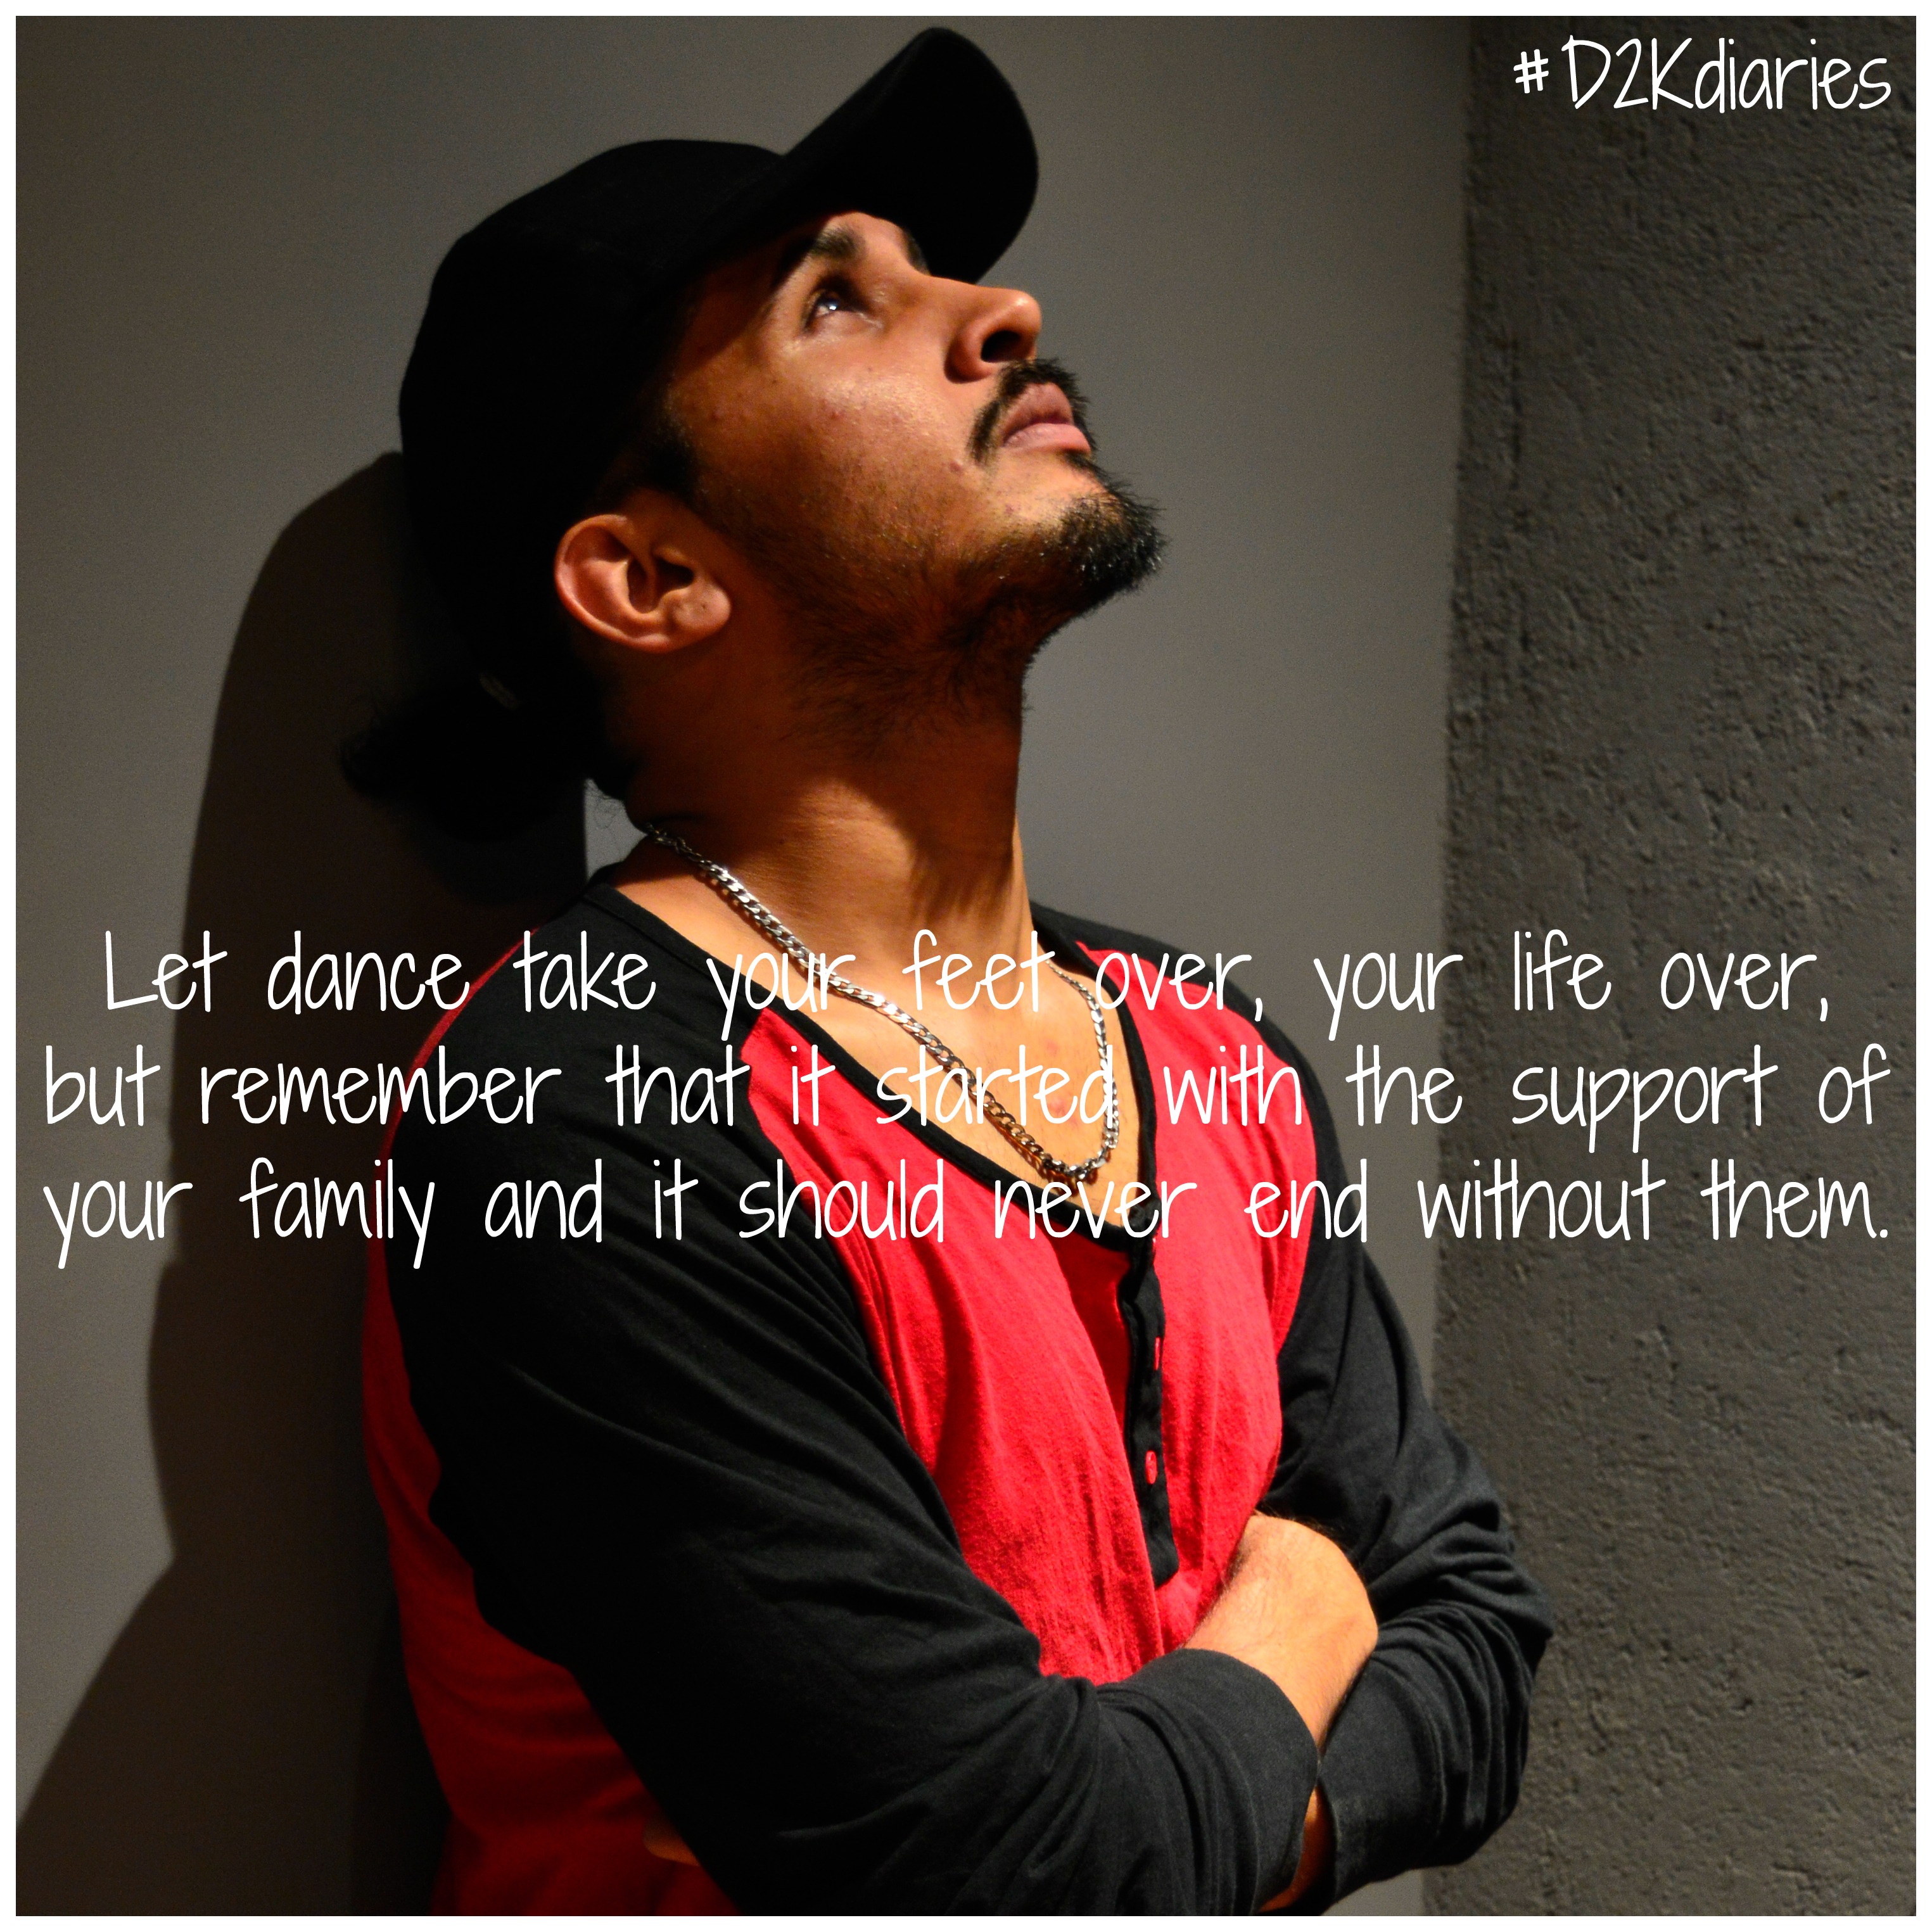 #D2Kdiaries
Let dance take your feet over, your life over,
but remember that it started with the support of
your family and it should never end without them.